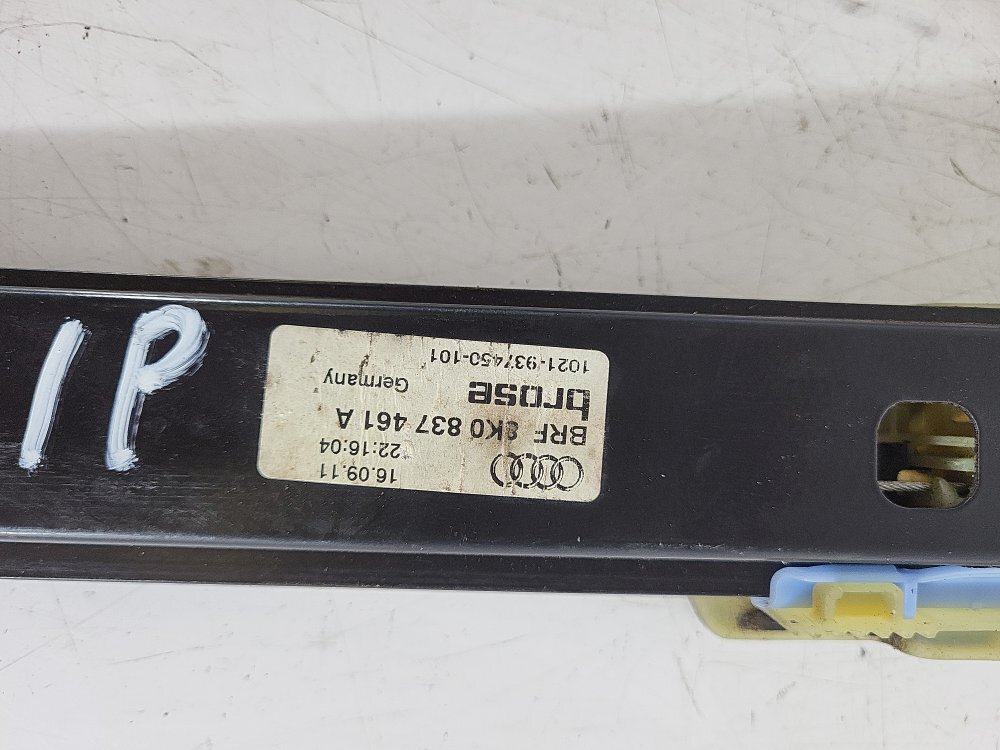 1P
16.09.11
22:16:04
BRF 8K0 837 461 A
brose
Germany
1021-937450-101